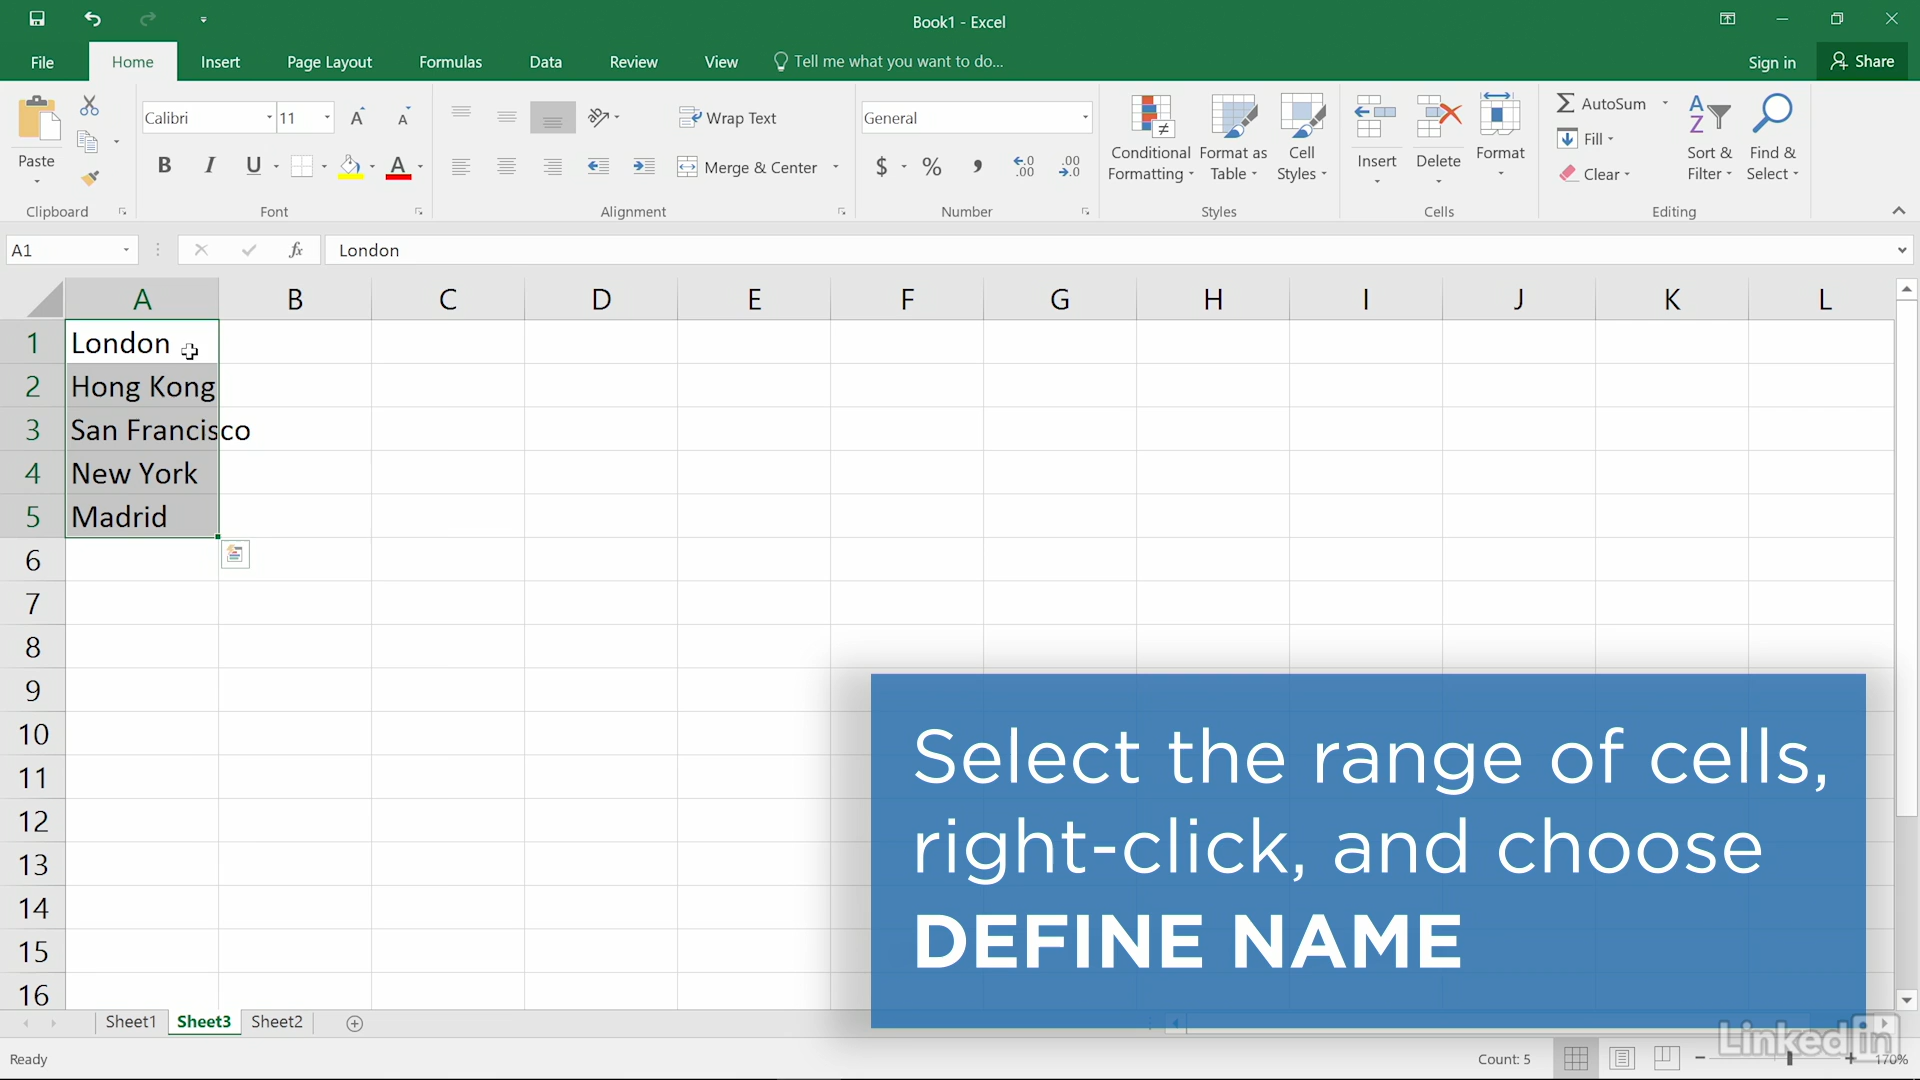 Book1 - Excel
File Home Insert Page Layout Formulas Data Review View Tell me what you want to do... Sign in Share
Calibri 11 Wrap Text General AutoSum
Paste B I U A Merge & Center $ % , .00 .0 Conditional Formatting Format as Table Cell Styles Insert Delete Format Fill Clear Sort & Filter Find & Select
Clipboard Font Alignment Number Styles Cells Editing
A1 fx London
A B C D E F G H I J K L
1 London
2 Hong Kong
3 San Francisco
4 New York
5 Madrid
6
7
8
9
10
11
12
13
14
15
16
Select the range of cells,
right-click, and choose
DEFINE NAME
Sheet1 Sheet3 Sheet2
LinkedIn
Ready Count: 5 170%